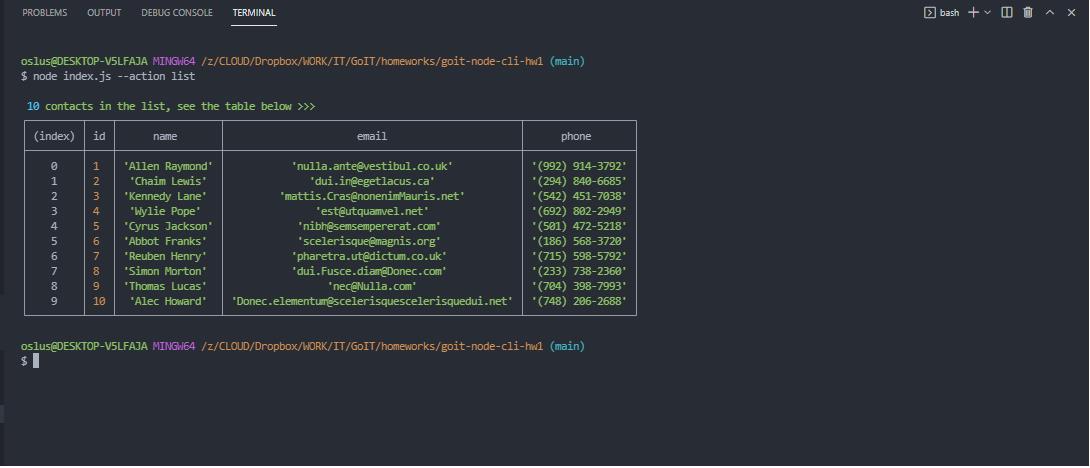 PROBLEMS OUTPUT DEBUG CONSOLE TERMINAL bash
oslus@DESKTOP-V5LFAJA MINGW64 /z/CLOUD/Dropbox/WORK/IT/GoIT/homeworks/goit-node-cli-hw1 (main)
$ node index.js --action list
10 contacts in the list, see the table below >>>
(index) id name email phone
0 1 'Allen Raymond' 'nulla.ante@vestibul.co.uk' '(992) 914-3792'
1 2 'Chaim Lewis' 'dui.in@egetlacus.ca' '(294) 840-6685'
2 3 'Kennedy Lane' 'mattis.Cras@nonenimMauris.net' '(542) 451-7038'
3 4 'Wylie Pope' 'est@utquamvel.net' '(692) 802-2949'
4 5 'Cyrus Jackson' 'nibh@semsempererat.com' '(501) 472-5218'
5 6 'Abbot Franks' 'scelerisque@magnis.org' '(186) 568-3720'
6 7 'Reuben Henry' 'pharetra.ut@dictum.co.uk' '(715) 598-5792'
7 8 'Simon Morton' 'dui.Fusce.diam@Donec.com' '(233) 738-2360'
8 9 'Thomas Lucas' 'nec@Nulla.com' '(704) 398-7993'
9 10 'Alec Howard' 'Donec.elementum@scelerisquescelerisquedui.net' '(748) 206-2688'
oslus@DESKTOP-V5LFAJA MINGW64 /z/CLOUD/Dropbox/WORK/IT/GoIT/homeworks/goit-node-cli-hw1 (main)
$